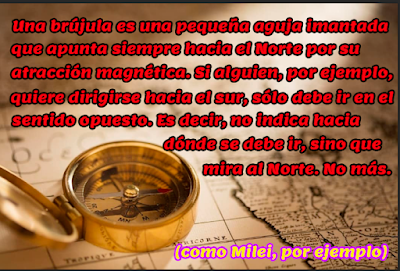 Una brújula es una pequeña aguja imantada
que apunta siempre hacia el Norte por su
atracción magnética. Si alguien, por ejemplo,
quiere dirigirse hacia el sur, sólo debe ir en el
sentido opuesto. Es decir, no indica hacia
dónde se debe ir, sino que
mira al Norte. No más.
(como Milei, por ejemplo)
TRICORNE